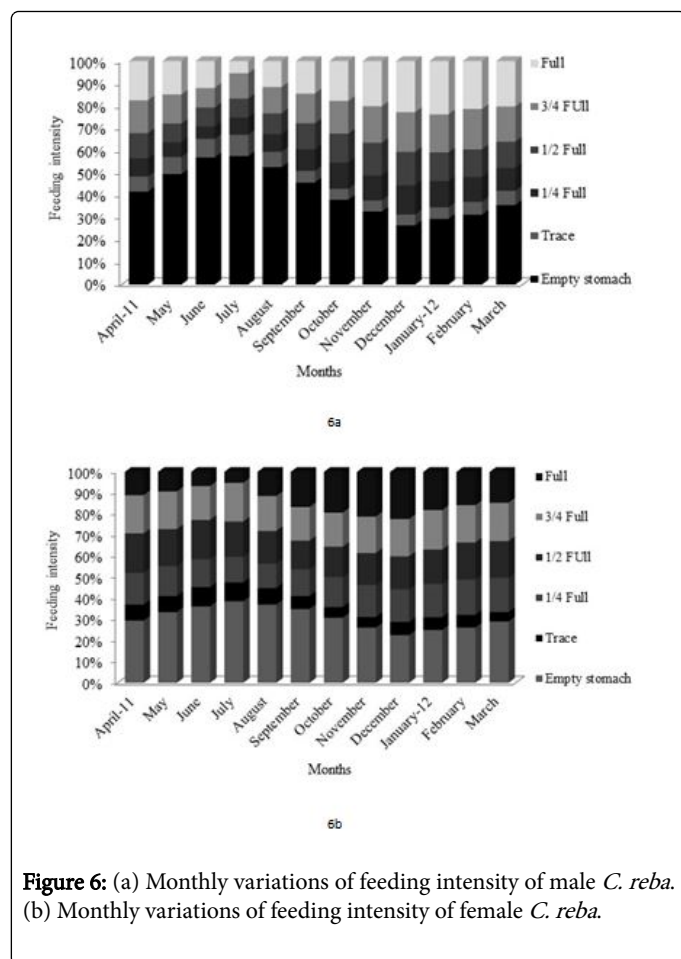 100%
90%
80%
70%
60%
50%
40%
30%
20%
10%
0%
Feeding intensity
April-11
May
June
July
August
September
October
November
December
January-12
February
March
Months
Full
3/4 FUll
1/2 Full
1/4 Full
Trace
Empty stomach
6a
100%
90%
80%
70%
60%
50%
40%
30%
20%
10%
0%
Feeding intensity
April-11
May
June
July
August
September
October
November
December
January-12
February
March
Months
Full
3/4 Full
1/2 FUll
1/4 Full
Trace
Empty stomach
6b
Figure 6: (a) Monthly variations of feeding intensity of male C. reba.
(b) Monthly variations of feeding intensity of female C. reba.